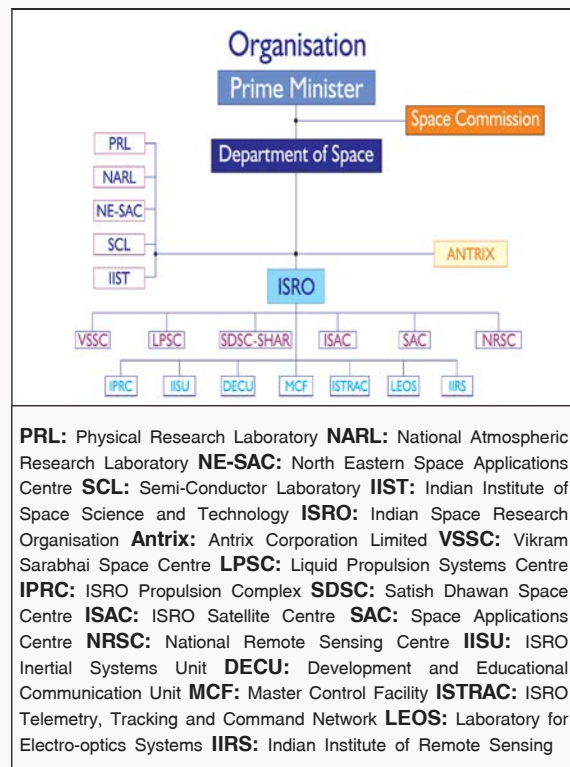 Organisation
Prime Minister
Space Commission
Department of Space
PRL
NARL
NE-SAC
SCL
IIST
ANTRIX
ISRO
VSSC LPSC SDSC-SHAR ISAC SAC NRSC
IPRC IISU DECU MCF ISTRAC LEOS IIRS
PRL: Physical Research Laboratory NARL: National Atmospheric
Research Laboratory NE-SAC: North Eastern Space Applications
Centre SCL: Semi-Conductor Laboratory IIST: Indian Institute of
Space Science and Technology ISRO: Indian Space Research
Organisation Antrix: Antrix Corporation Limited VSSC: Vikram
Sarabhai Space Centre LPSC: Liquid Propulsion Systems Centre
IPRC: ISRO Propulsion Complex SDSC: Satish Dhawan Space
Centre ISAC: ISRO Satellite Centre SAC: Space Applications
Centre NRSC: National Remote Sensing Centre IISU: ISRO
Inertial Systems Unit DECU: Development and Educational
Communication Unit MCF: Master Control Facility ISTRAC: ISRO
Telemetry, Tracking and Command Network LEOS: Laboratory for
Electro-optics Systems IIRS: Indian Institute of Remote Sensing